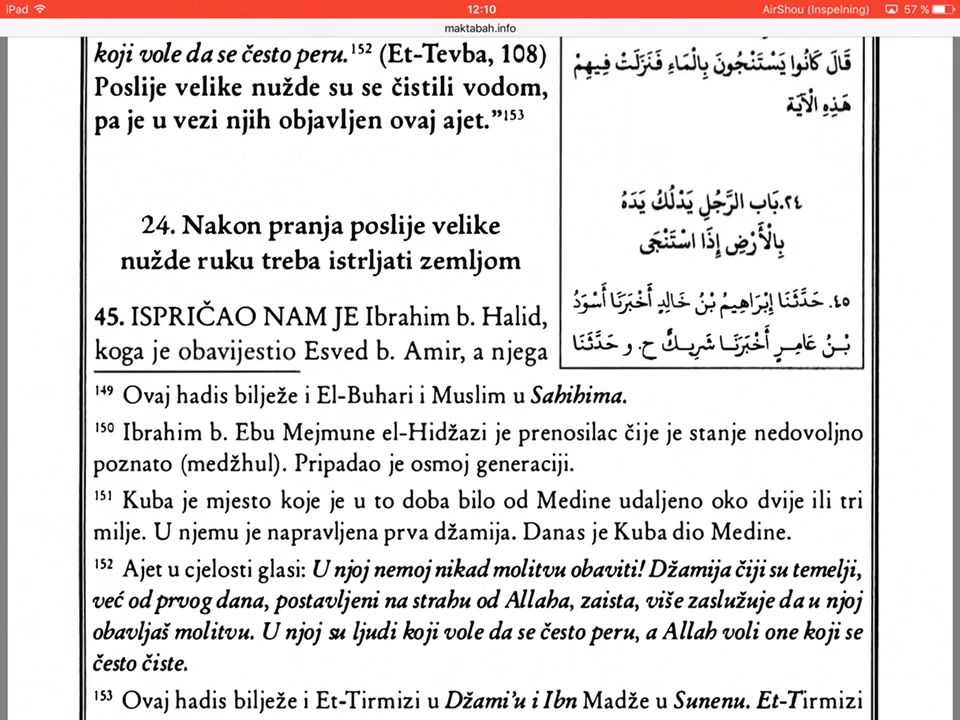 iPad 12:10 AirShou (Inspelning) 57 %
maktabah.info
koji vole da se često peru.¹⁵² (Et-Tevba, 108)
Poslije velike nužde su se čistili vodom,
pa je u vezi njih objavljen ovaj ajet.”¹⁵³
24. Nakon pranja poslije velike
nužde ruku treba istrljati zemljom
45. ISPRIČAO NAM JE Ibrahim b. Halid,
koga je obavijestio Esved b. Amir, a njega
قَالَ كَانُوا يَسْتَنْجُونَ بِالْمَاءِ فَنَزَلَتْ فِيهِمْ
هَذِهِ الْآيَةُ
٢٤.بَاب الرَّجُلِ يَدْلُكُ يَدَهُ
بِالْأَرْضِ إِذَا اسْتَنْجَى
٤٥. حَدَّثَنَا إِبْرَاهِيمُ بْنُ خَالِدٍ أَخْبَرَنَا أَسْوَدُ
بْنُ عَامِرٍ أَخْبَرَنَا شَرِيكٌ ح. و حَدَّثَنَا
¹⁴⁹ Ovaj hadis bilježe i El-Buhari i Muslim u Sahihima.
¹⁵⁰ Ibrahim b. Ebu Mejmune el-Hidžazi je prenosilac čije je stanje nedovoljno
poznato (medžhul). Pripadao je osmoj generaciji.
¹⁵¹ Kuba je mjesto koje je u to doba bilo od Medine udaljeno oko dvije ili tri
milje. U njemu je napravljena prva džamija. Danas je Kuba dio Medine.
¹⁵² Ajet u cjelosti glasi: U njoj nemoj nikad molitvu obaviti! Džamija čiji su temelji,
već od prvog dana, postavljeni na strahu od Allaha, zaista, više zaslužuje da u njoj
obavljaš molitvu. U njoj su ljudi koji vole da se često peru, a Allah voli one koji se
često čiste.
¹⁵³ Ovaj hadis bilježe i Et-Tirmizi u Džami’u i Ibn Madže u Sunenu. Et-Tirmizi